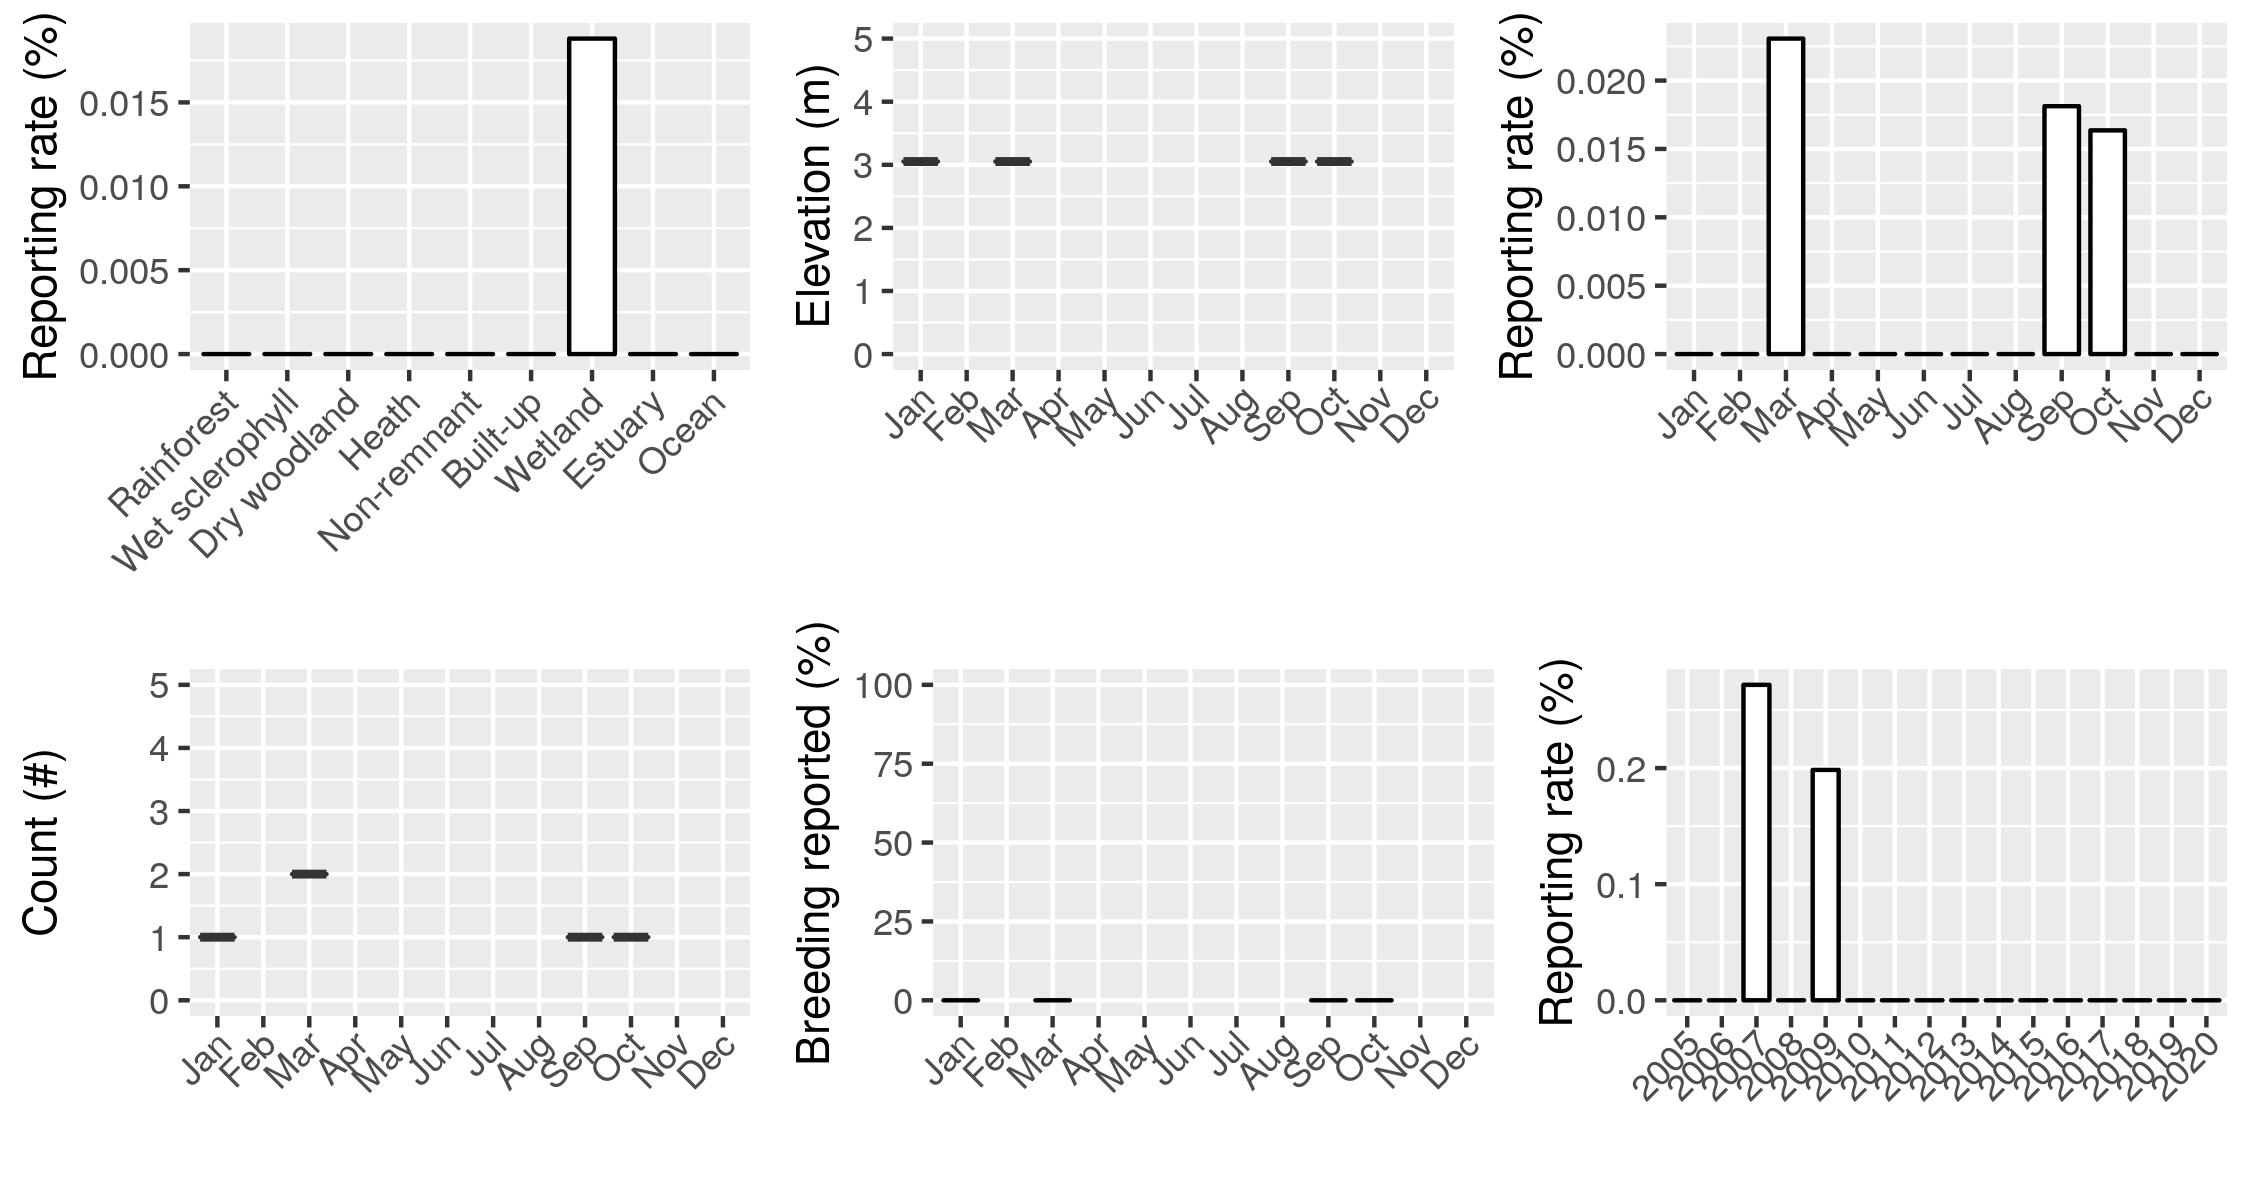 Reporting rate (%)
0.015
0.010
0.005
0.000
Rainforest
Wet sclerophyll
Dry woodland
Heath
Non-remnant
Built-up
Wetland
Estuary
Ocean
Elevation (m)
5
4
3
2
1
0
Jan
Feb
Mar
Apr
May
Jun
Jul
Aug
Sep
Oct
Nov
Dec
Reporting rate (%)
0.020
0.015
0.010
0.005
0.000
Jan
Feb
Mar
Apr
May
Jun
Jul
Aug
Sep
Oct
Nov
Dec
Count (#)
5
4
3
2
1
0
Jan
Feb
Mar
Apr
May
Jun
Jul
Aug
Sep
Oct
Nov
Dec
Breeding reported (%)
100
75
50
25
0
Jan
Feb
Mar
Apr
May
Jun
Jul
Aug
Sep
Oct
Nov
Dec
Reporting rate (%)
0.2
0.1
0.0
2005
2006
2007
2008
2009
2010
2011
2012
2013
2014
2015
2016
2017
2018
2019
2020